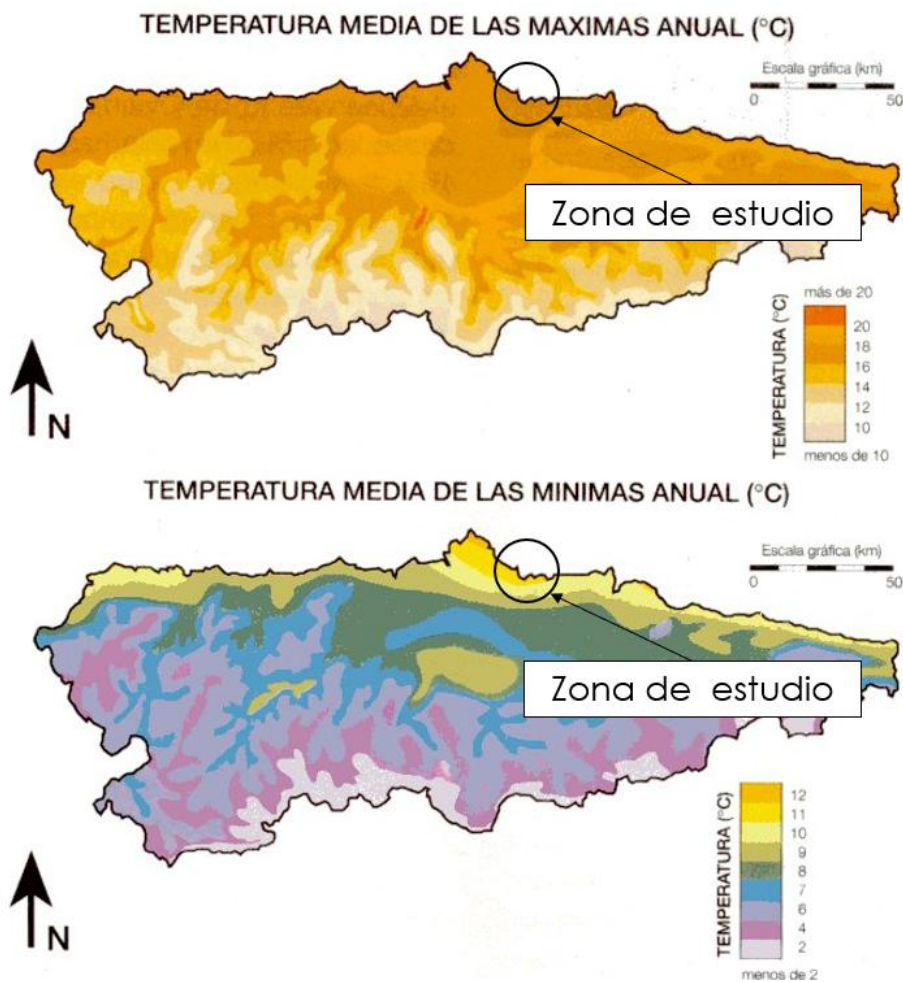 TEMPERATURA MEDIA DE LAS MAXIMAS ANUAL (°C)
Escala gráfica (km)
0 50
Zona de estudio
TEMPERATURA (°C)
más de 20
20
18
16
14
12
10
menos de 10
N
TEMPERATURA MEDIA DE LAS MINIMAS ANUAL (°C)
Escala gráfica (km)
0 50
Zona de estudio
TEMPERATURA (°C)
12
11
10
9
8
7
6
4
2
menos de 2
N